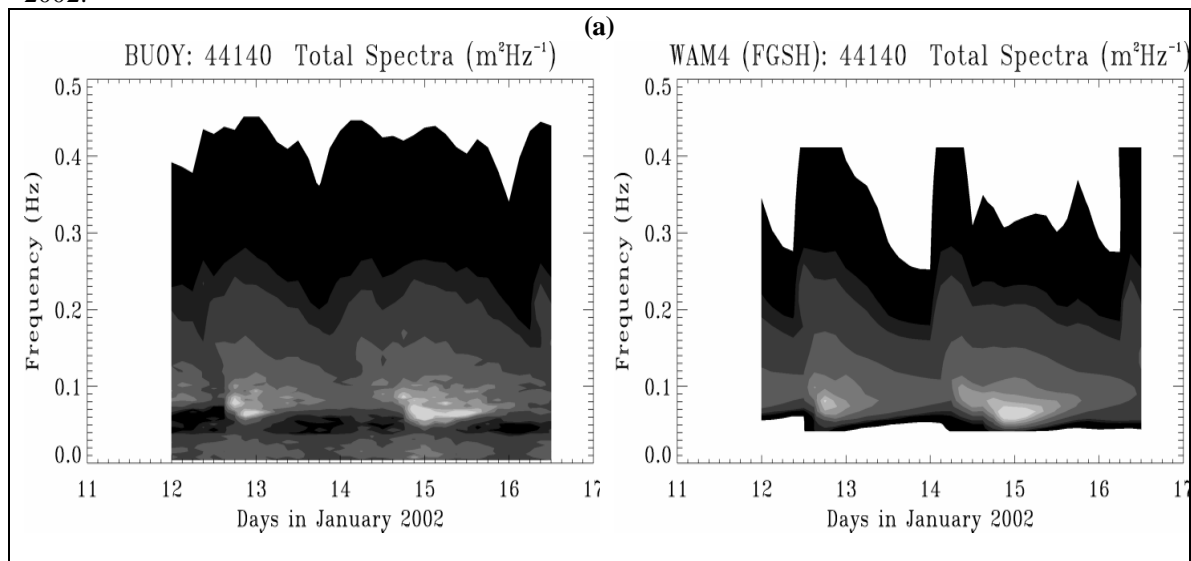 2002.
(a)
BUOY: 44140 Total Spectra (m²Hz⁻¹)
0.5
0.4
0.3
0.2
0.1
0.0
Frequency (Hz)
11 12 13 14 15 16 17
Days in January 2002
WAM4 (FGSH): 44140 Total Spectra (m²Hz⁻¹)
0.5
0.4
0.3
0.2
0.1
0.0
Frequency (Hz)
11 12 13 14 15 16 17
Days in January 2002